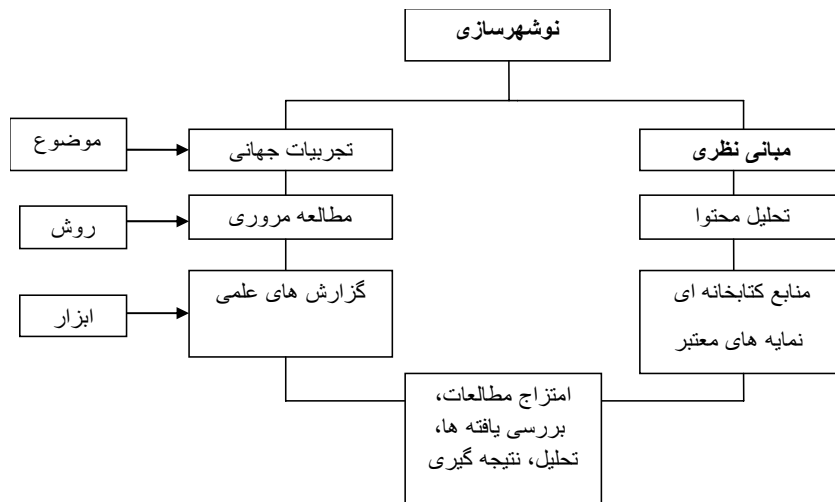 نوشهرسازی
مبانی نظری
تجربیات جهانی
موضوع
تحلیل محتوا
مطالعه مروری
روش
منابع کتابخانه ای
نمایه های معتبر
گزارش های علمی
ابزار
امتزاج مطالعات،
بررسی یافته ها،
تحلیل، نتیجه گیری